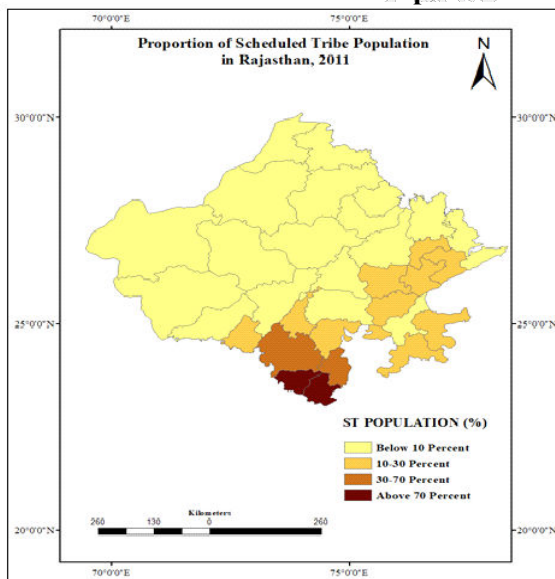 70°0'0"E
75°0'0"E
Proportion of Scheduled Tribe Population
in Rajasthan, 2011
N
30°0'0"N
30°0'0"N
25°0'0"N
25°0'0"N
ST POPULATION (%)
Below 10 Percent
10-30 Percent
30-70 Percent
Above 70 Percent
Kilometers
260
130
0
260
20°0'0"N
20°0'0"N
70°0'0"E
75°0'0"E